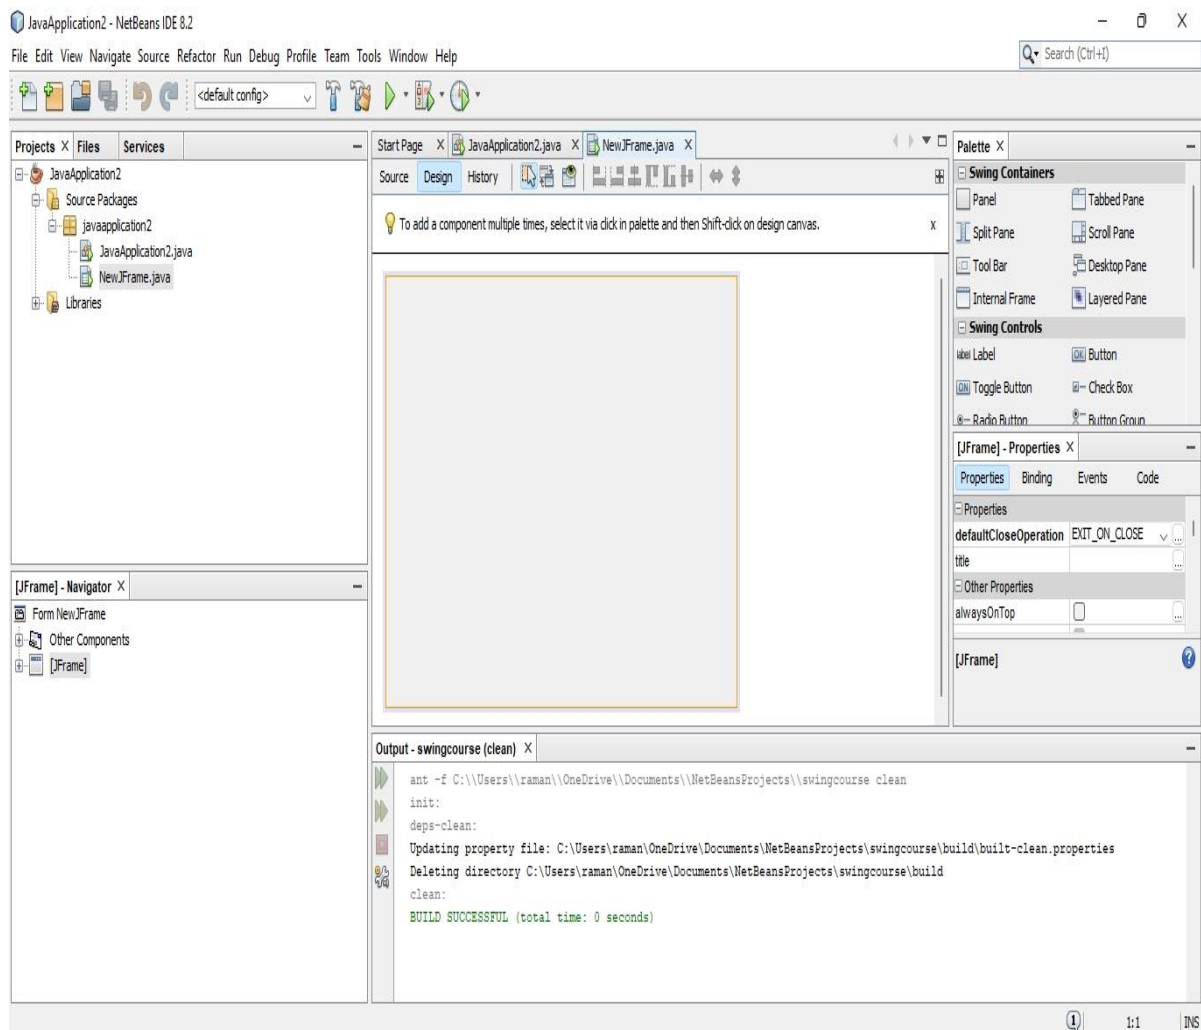 JavaApplication2 - NetBeans IDE 8.2
File Edit View Navigate Source Refactor Run Debug Profile Team Tools Window Help
Search (Ctrl+I)
<default config>
Projects X Files Services
JavaApplication2
Source Packages
javaapplication2
JavaApplication2.java
NewJFrame.java
Libraries
[JFrame] - Navigator X
Form NewJFrame
Other Components
[JFrame]
Start Page X JavaApplication2.java X NewJFrame.java X
Source Design History
To add a component multiple times, select it via click in palette and then Shift-click on design canvas. x
Palette X
Swing Containers
Panel Tabbed Pane
Split Pane Scroll Pane
Tool Bar Desktop Pane
Internal Frame Layered Pane
Swing Controls
label Label OK Button
ON Toggle Button Check Box
Radio Button Button Group
[JFrame] - Properties X
Properties Binding Events Code
Properties
defaultCloseOperation EXIT_ON_CLOSE ...
title ...
Other Properties
alwaysOnTop ...
[JFrame] ?
Output - swingcourse (clean) X
ant -f C:\\Users\\raman\\OneDrive\\Documents\\NetBeansProjects\\swingcourse clean
init:
deps-clean:
Updating property file: C:\Users\raman\OneDrive\Documents\NetBeansProjects\swingcourse\build\built-clean.properties
Deleting directory C:\Users\raman\OneDrive\Documents\NetBeansProjects\swingcourse\build
clean:
BUILD SUCCESSFUL (total time: 0 seconds)
1 1:1 INS